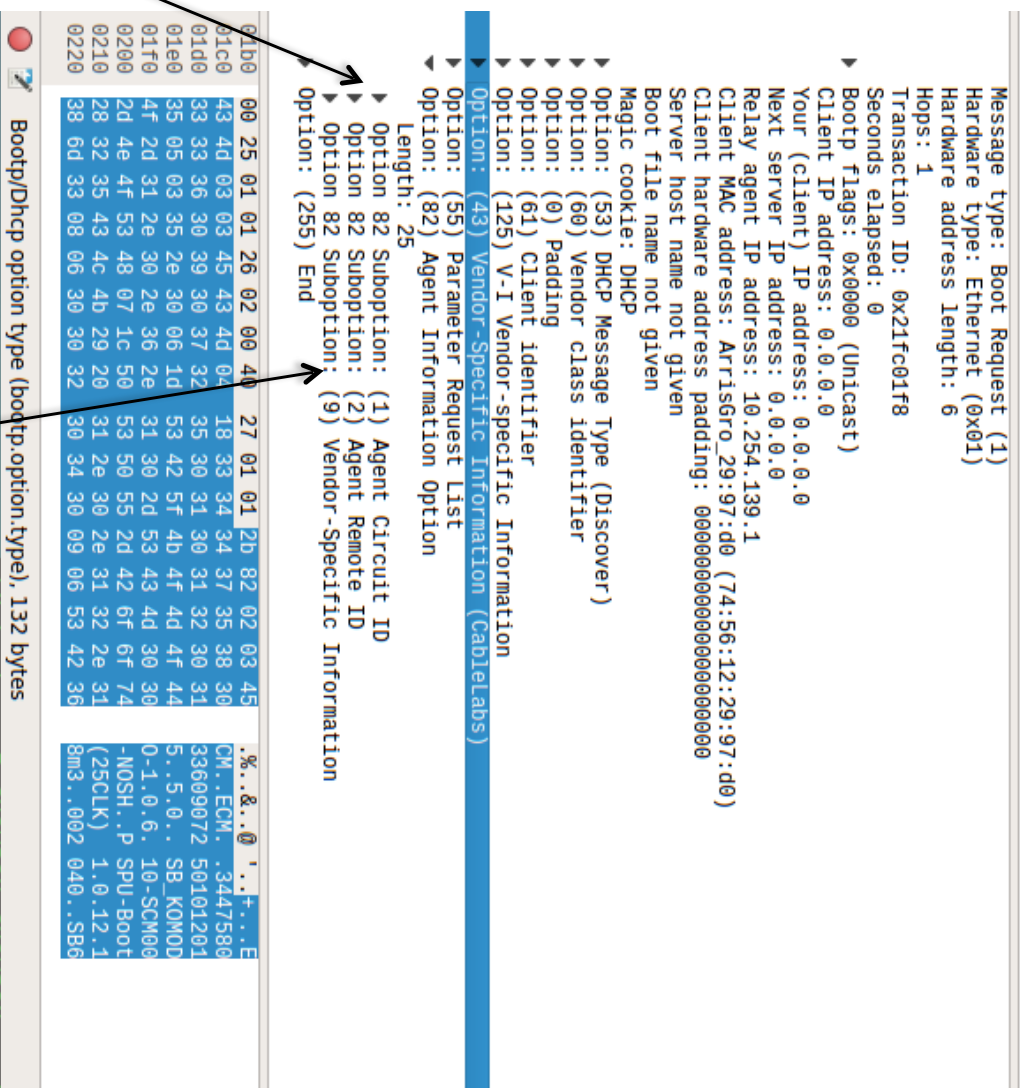 Message type: Boot Request (1)
Hardware type: Ethernet (0x01)
Hardware address length: 6
Hops: 1
Transaction ID: 0x21fc01f8
Seconds elapsed: 0
Bootp flags: 0x0000 (Unicast)
Client IP address: 0.0.0.0
Your (client) IP address: 0.0.0.0
Next server IP address: 0.0.0.0
Relay agent IP address: 10.254.139.1
Client MAC address: ArrisGro_29:97:d0 (74:56:12:29:97:d0)
Client hardware address padding: 00000000000000000000
Server host name not given
Boot file name not given
Magic cookie: DHCP
Option: (53) DHCP Message Type (Discover)
Option: (60) Vendor class identifier
Option: (0) Padding
Option: (61) Client identifier
Option: (125) V-I Vendor-specific Information
Option: (43) Vendor-Specific Information (CableLabs)
Option: (55) Parameter Request List
Option: (82) Agent Information Option
Length: 25
Option 82 Suboption: (1) Agent Circuit ID
Option 82 Suboption: (2) Agent Remote ID
Option 82 Suboption: (9) Vendor-Specific Information
Option: (255) End
01b0 00 25 01 01 26 02 00 40 27 01 01 2b 82 02 03 45 .%..&..@ '..+...E
01c0 43 4d 03 03 45 43 4d 04 18 33 34 34 37 35 38 30 CM..ECM. .3447580
01d0 33 33 36 30 39 30 37 32 35 30 31 30 31 32 30 31 33609072 50101201
01e0 35 05 03 35 2e 30 06 1d 53 42 5f 4b 4f 4d 4f 44 5..5.0.. SB_KOMOD
01f0 4f 2d 31 2e 30 2e 36 2e 31 30 2d 53 43 4d 30 30 O-1.0.6. 10-SCM00
0200 2d 4e 4f 53 48 07 1c 50 53 50 55 2d 42 6f 6f 74 -NOSH..P SPU-Boot
0210 28 32 35 43 4c 4b 29 20 31 2e 30 2e 31 32 2e 31 (25CLK) 1.0.12.1
0220 38 6d 33 08 06 30 30 32 30 34 30 09 06 53 42 36 8m3..002 040..SB6
Bootp/Dhcp option type (bootp.option.type), 132 bytes